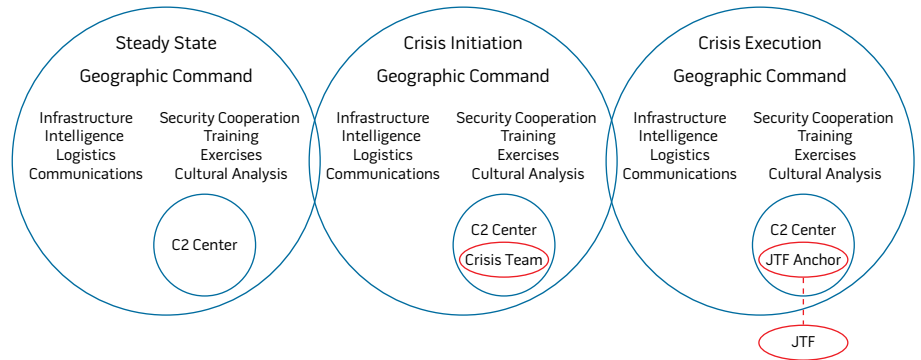 Steady State
Geographic Command
Infrastructure
Intelligence
Logistics
Communications
Security Cooperation
Training
Exercises
Cultural Analysis
C2 Center
Crisis Initiation
Geographic Command
Infrastructure
Intelligence
Logistics
Communications
Security Cooperation
Training
Exercises
Cultural Analysis
C2 Center
Crisis Team
Crisis Execution
Geographic Command
Infrastructure
Intelligence
Logistics
Communications
Security Cooperation
Training
Exercises
Cultural Analysis
C2 Center
JTF Anchor
JTF